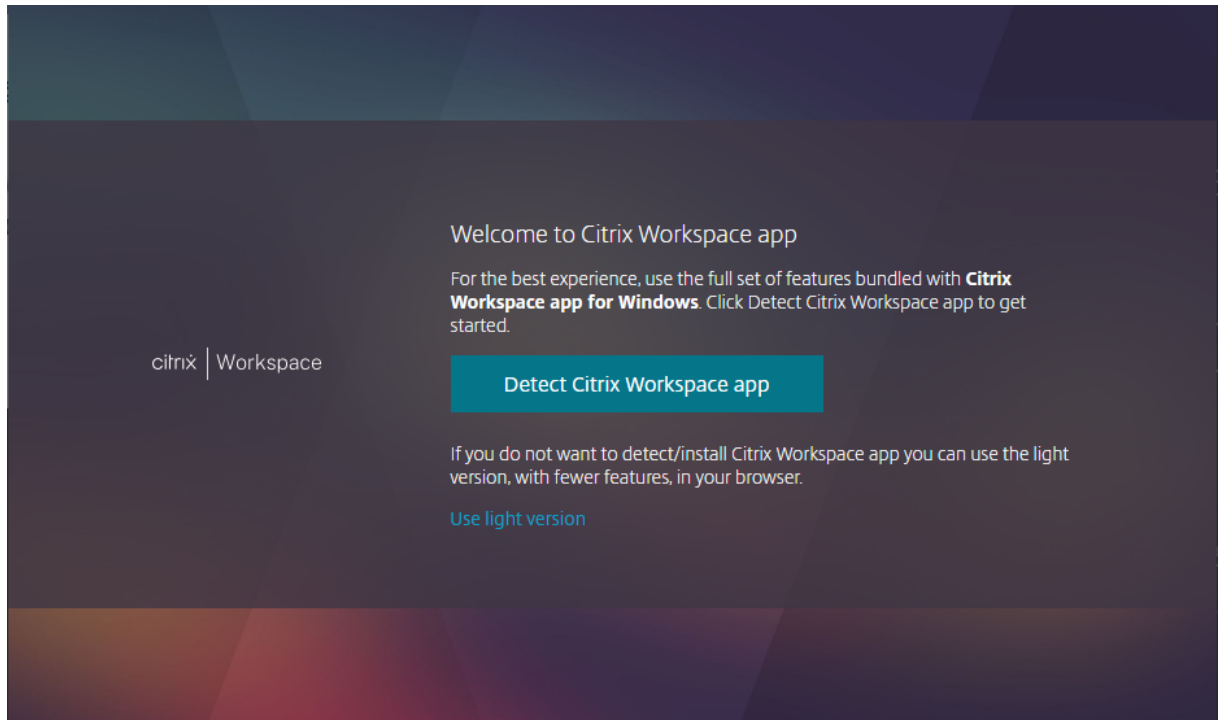 Welcome to Citrix Workspace app
For the best experience, use the full set of features bundled with Citrix
Workspace app for Windows. Click Detect Citrix Workspace app to get
started.
citrix | Workspace
Detect Citrix Workspace app
If you do not want to detect/install Citrix Workspace app you can use the light
version, with fewer features, in your browser.
Use light version